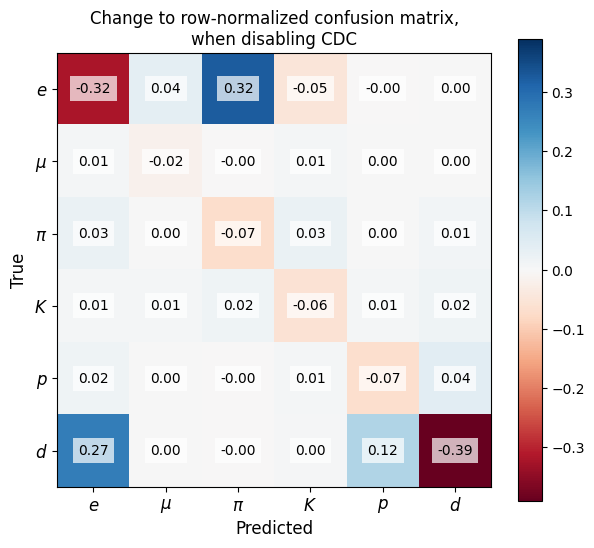 Change to row-normalized confusion matrix,
when disabling CDC
e -0.32 0.04 0.32 -0.05 -0.00 0.00
μ 0.01 -0.02 -0.00 0.01 0.00 0.00
π 0.03 0.00 -0.07 0.03 0.00 0.01
K 0.01 0.01 0.02 -0.06 0.01 0.02
p 0.02 0.00 -0.00 0.01 -0.07 0.04
d 0.27 0.00 -0.00 0.00 0.12 -0.39
e μ π K p d
Predicted
True
0.3
0.2
0.1
0.0
−0.1
−0.2
−0.3